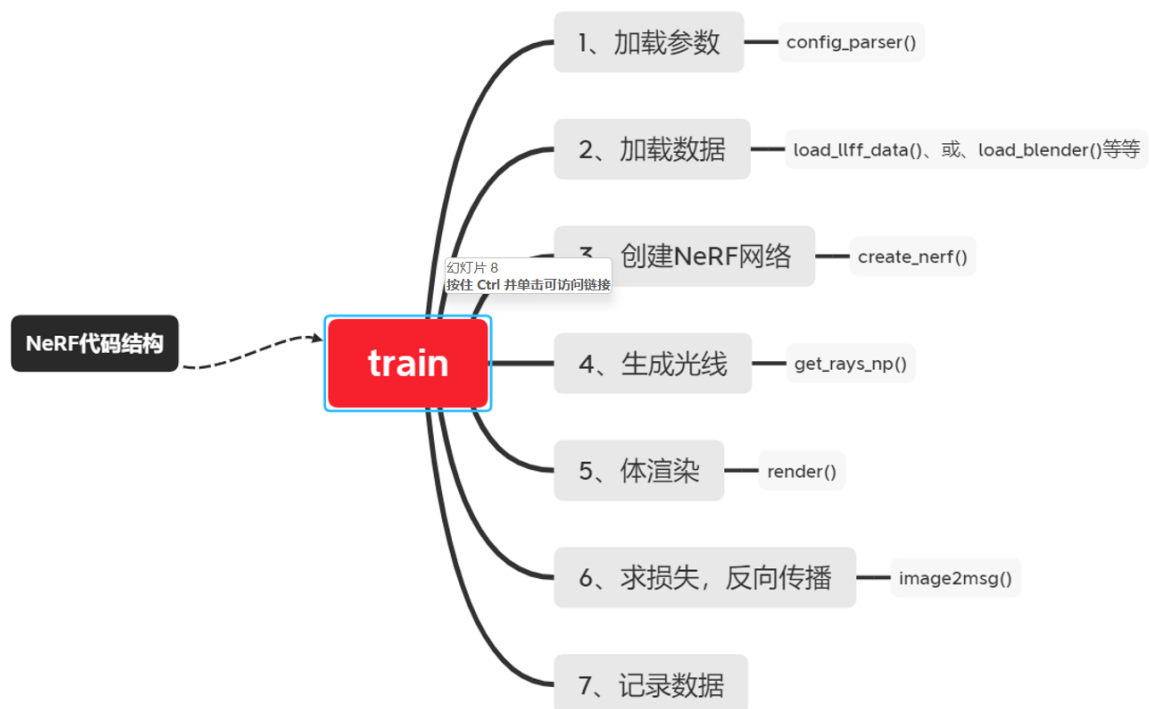 1、加载参数
config_parser()
2、加载数据
load_llff_data()、或、load_blender()等等
3、创建NeRF网络
create_nerf()
幻灯片 8
按住 Ctrl 并单击可访问链接
NeRF代码结构
train
4、生成光线
get_rays_np()
5、体渲染
render()
6、求损失，反向传播
image2msg()
7、记录数据